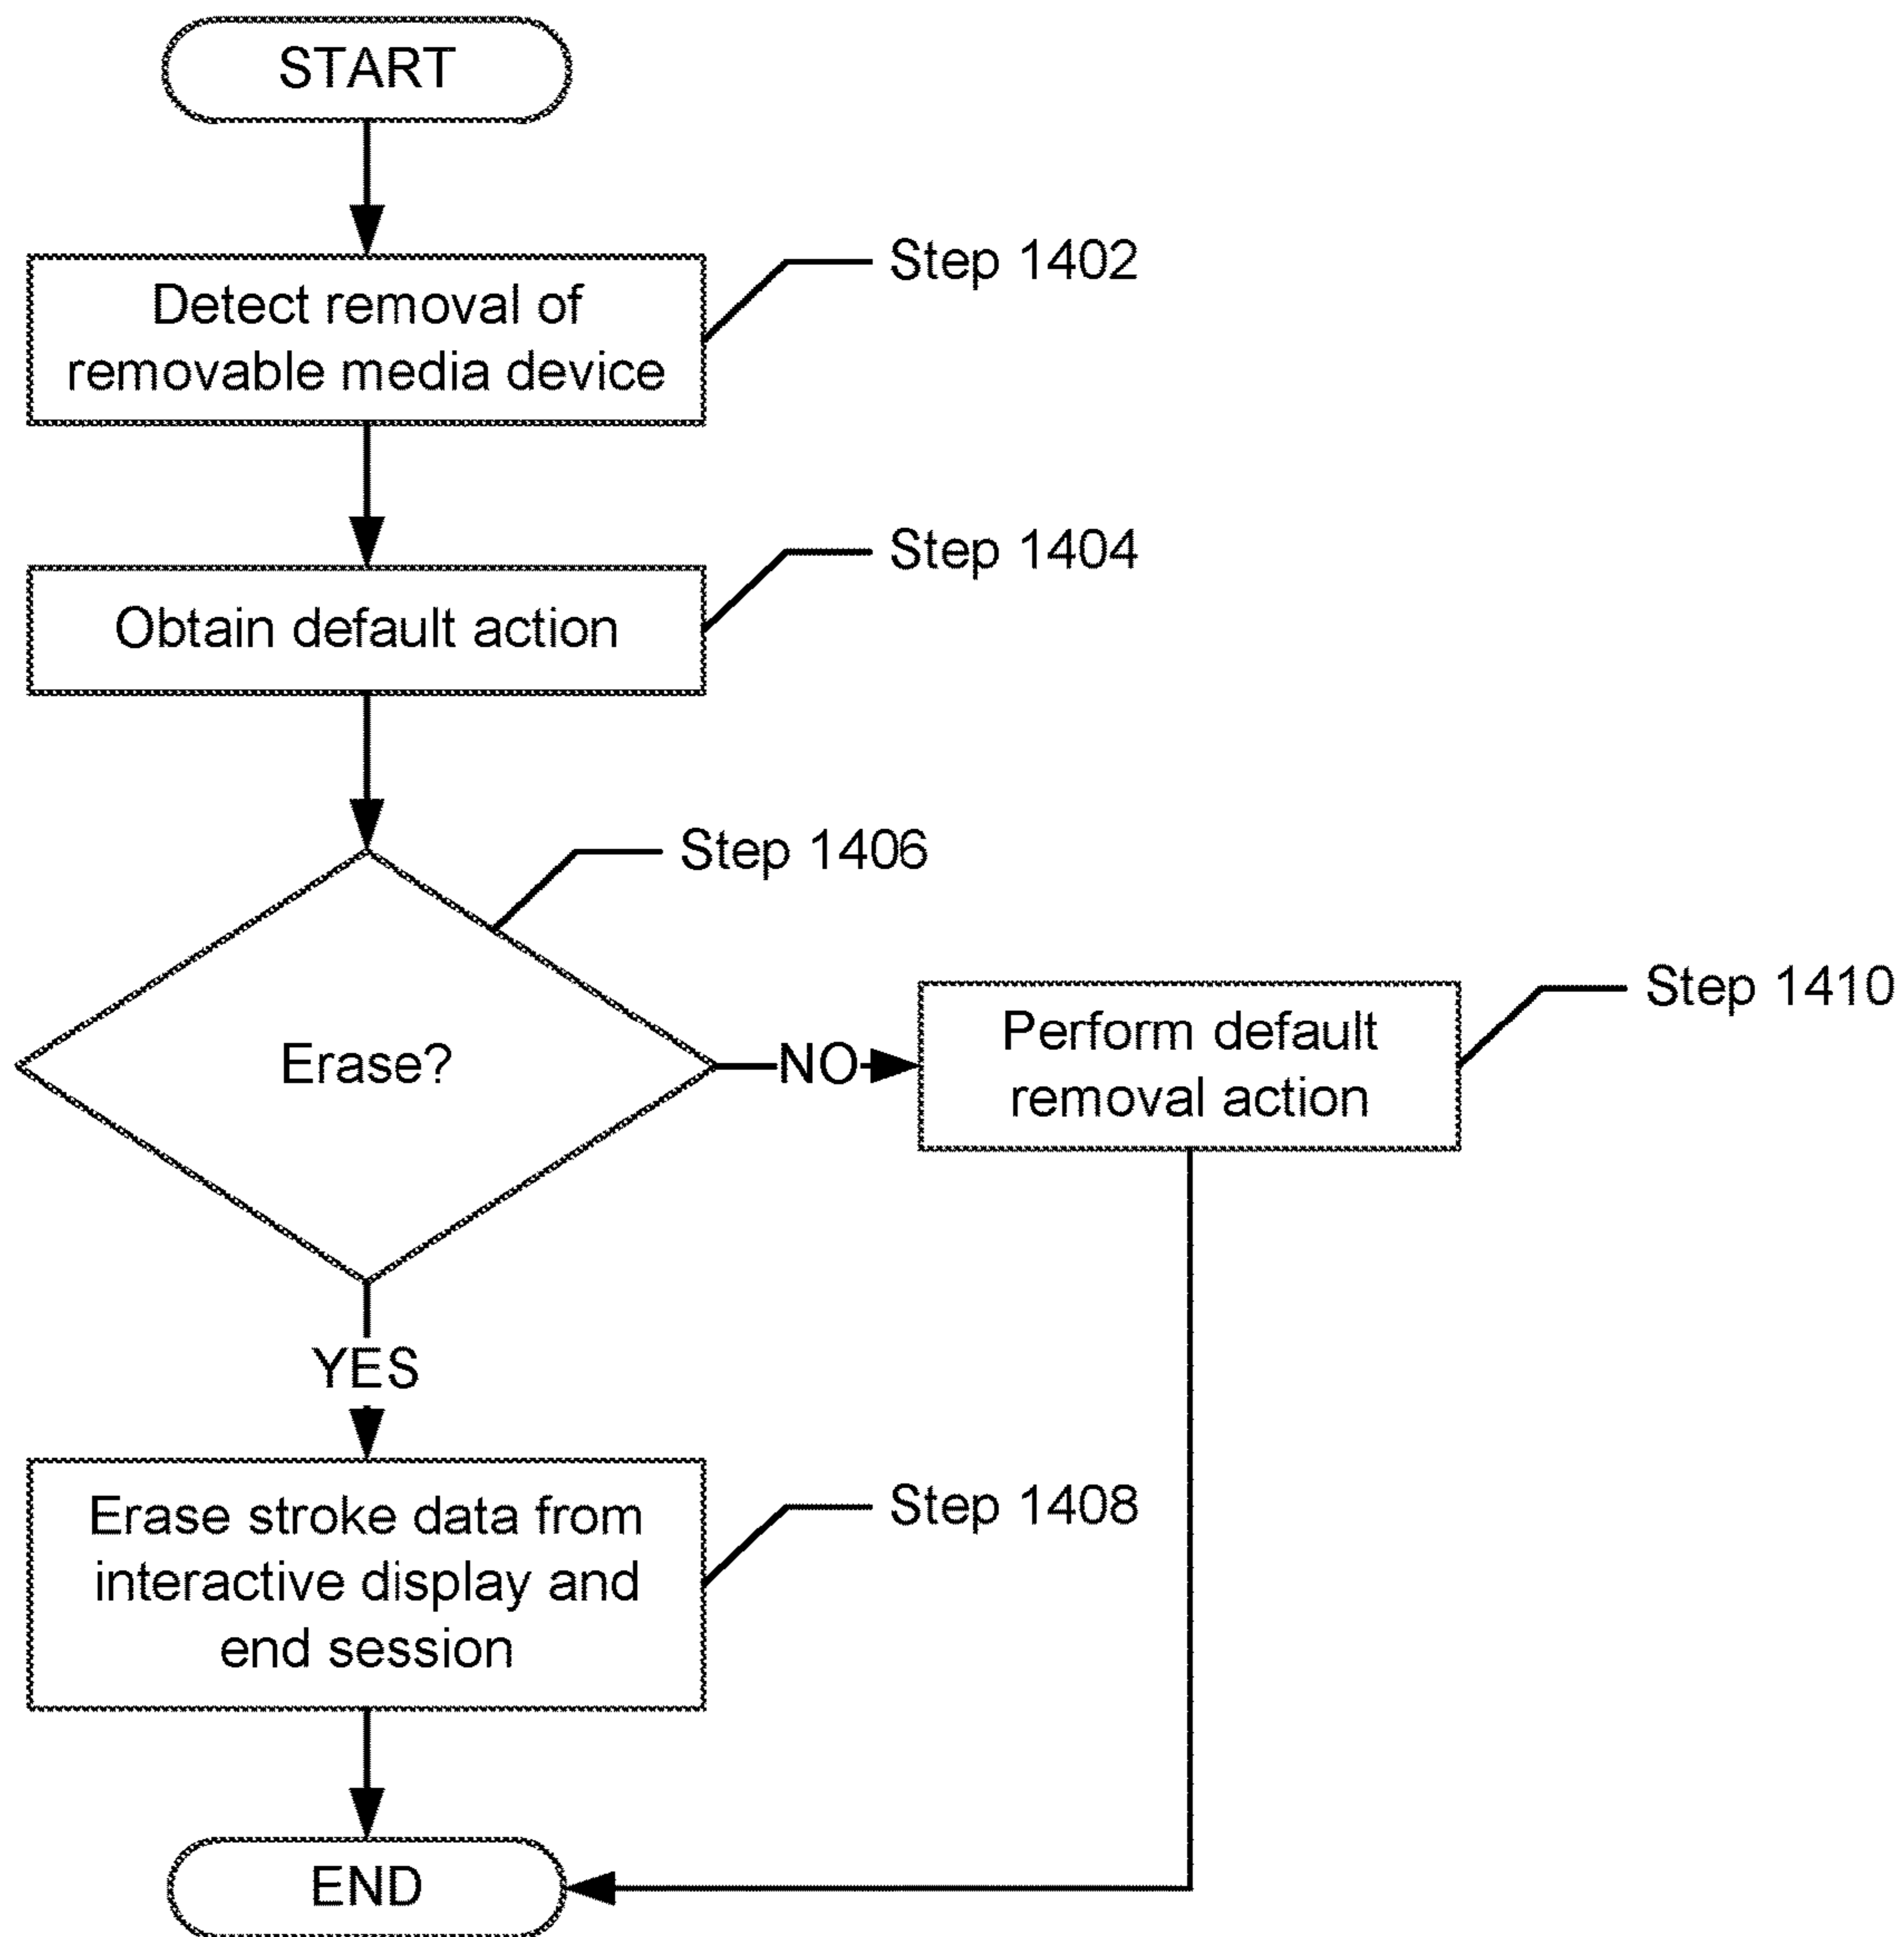 START
Detect removal of
removable media device
Step 1402
Obtain default action
Step 1404
Erase?
Step 1406
NO
Perform default
removal action
Step 1410
YES
Erase stroke data from
interactive display and
end session
Step 1408
END